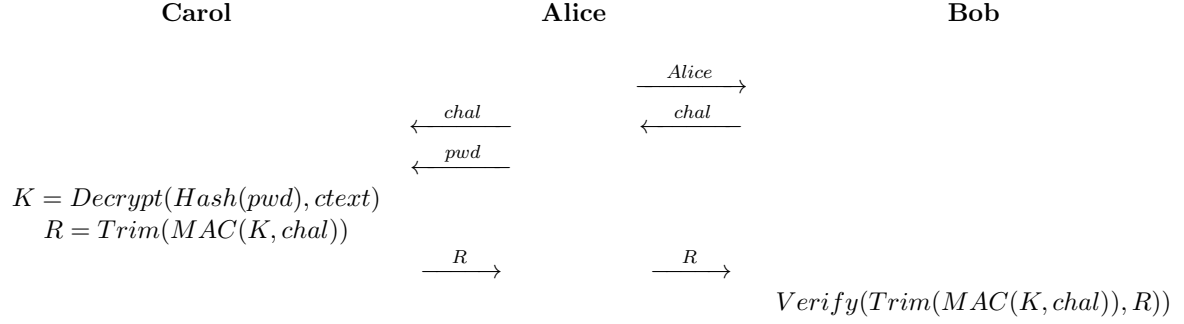 Carol Alice Bob
Alice
chal chal
pwd
K = Decrypt(Hash(pwd), ctext)
R = Trim(MAC(K, chal))
R R
Verify(Trim(MAC(K, chal)), R))